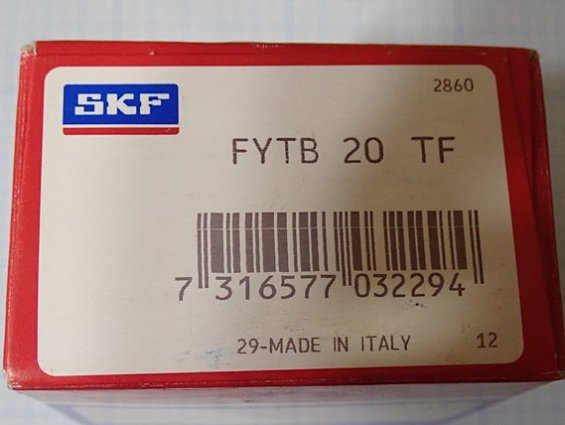 SKF
2860
FYTB 20 TF
7 316577 032294
29-MADE IN ITALY
12